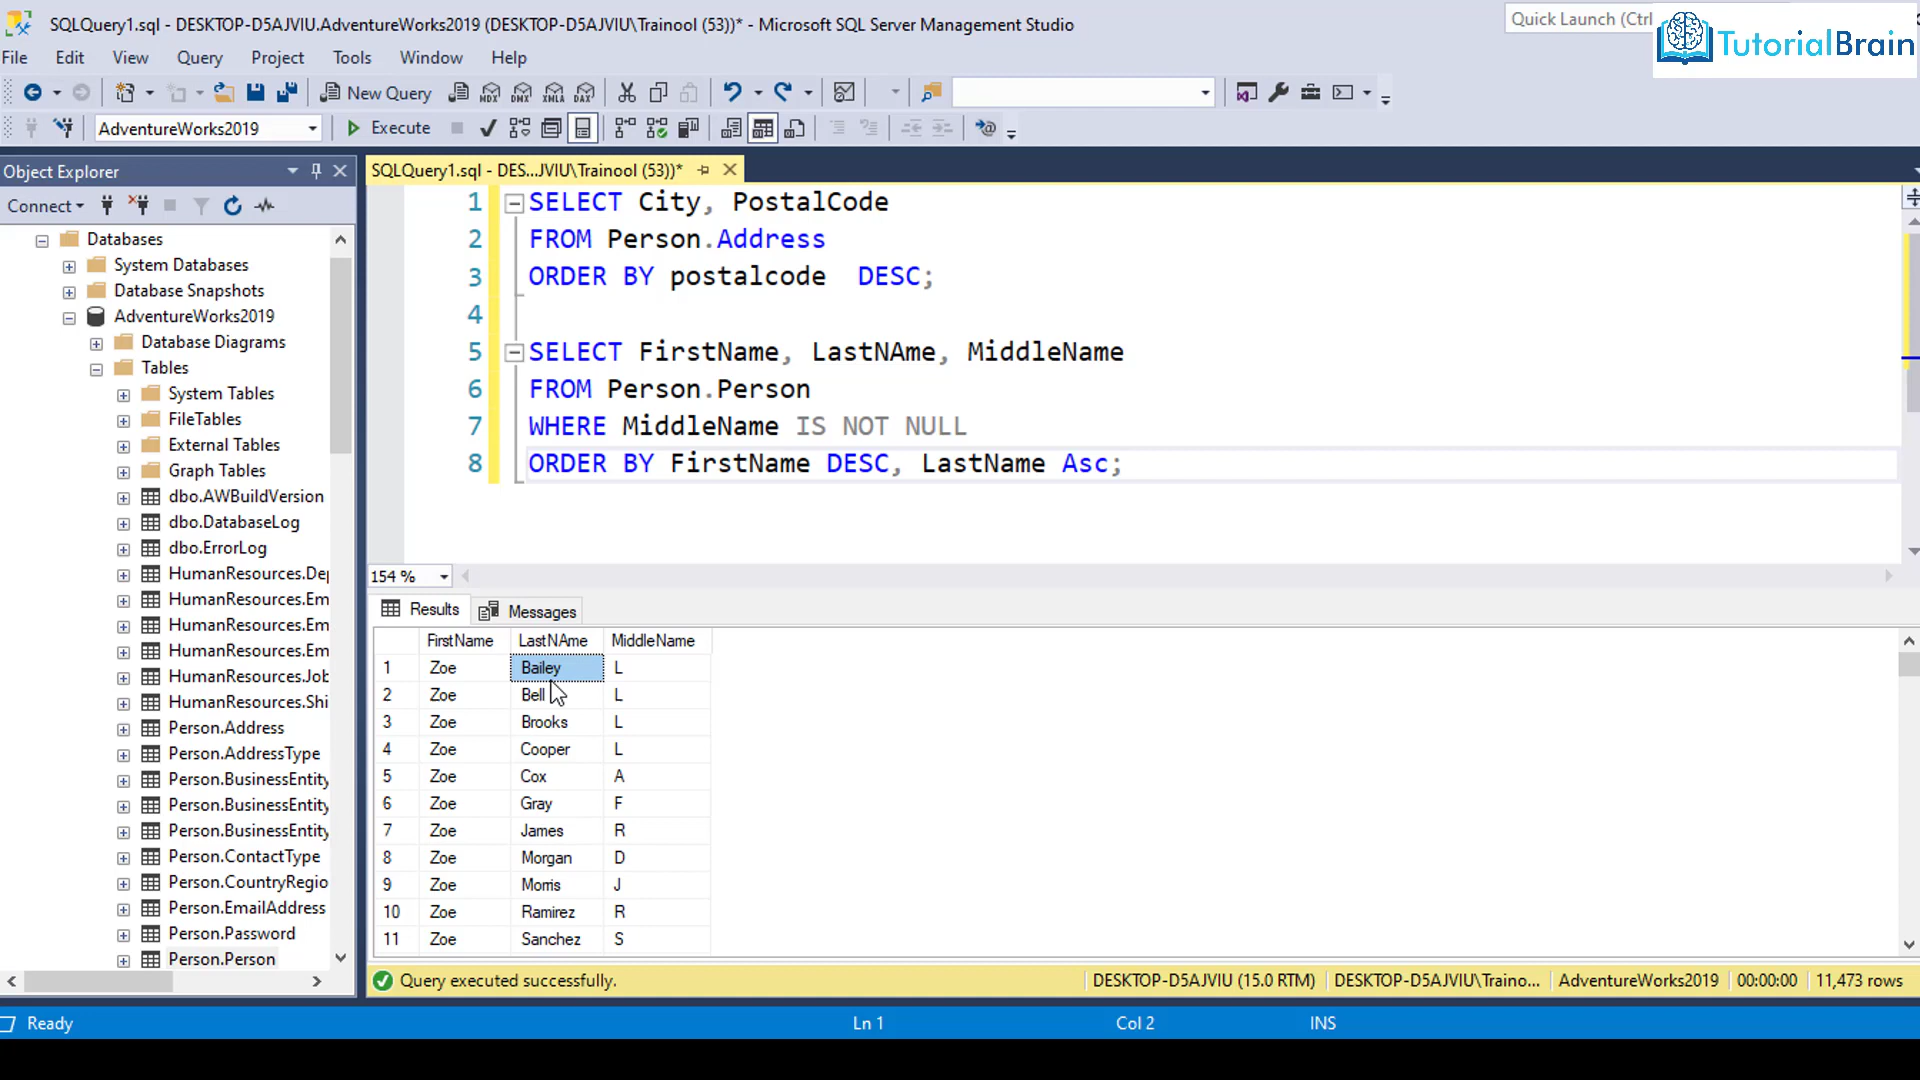 SQLQuery1.sql - DESKTOP-D5AJVIU.AdventureWorks2019 (DESKTOP-D5AJVIU\Trainool (53))* - Microsoft SQL Server Management Studio
Quick Launch (Ctrl
TutorialBrain
File Edit View Query Project Tools Window Help
New Query MDX DMX XMLA DAX
AdventureWorks2019 Execute
Object Explorer
SQLQuery1.sql - DES...JVIU\Trainool (53))*
Connect
Databases
System Databases
Database Snapshots
AdventureWorks2019
Database Diagrams
Tables
System Tables
FileTables
External Tables
Graph Tables
dbo.AWBuildVersion
dbo.DatabaseLog
dbo.ErrorLog
HumanResources.De
HumanResources.Em
HumanResources.Em
HumanResources.Em
HumanResources.Job
HumanResources.Shi
Person.Address
Person.AddressType
Person.BusinessEntity
Person.BusinessEntity
Person.BusinessEntity
Person.ContactType
Person.CountryRegio
Person.EmailAddress
Person.Password
Person.Person
1 SELECT City, PostalCode
2 FROM Person.Address
3 ORDER BY postalcode  DESC;
4
5 SELECT FirstName, LastNAme, MiddleName
6 FROM Person.Person
7 WHERE MiddleName IS NOT NULL
8 ORDER BY FirstName DESC, LastName Asc;
154 %
Results Messages
FirstName LastNAme MiddleName
1 Zoe Bailey L
2 Zoe Bell L
3 Zoe Brooks L
4 Zoe Cooper L
5 Zoe Cox A
6 Zoe Gray F
7 Zoe James R
8 Zoe Morgan D
9 Zoe Morris J
10 Zoe Ramirez R
11 Zoe Sanchez S
Query executed successfully. DESKTOP-D5AJVIU (15.0 RTM) DESKTOP-D5AJVIU\Traino... AdventureWorks2019 00:00:00 11,473 rows
Ready Ln 1 Col 2 INS